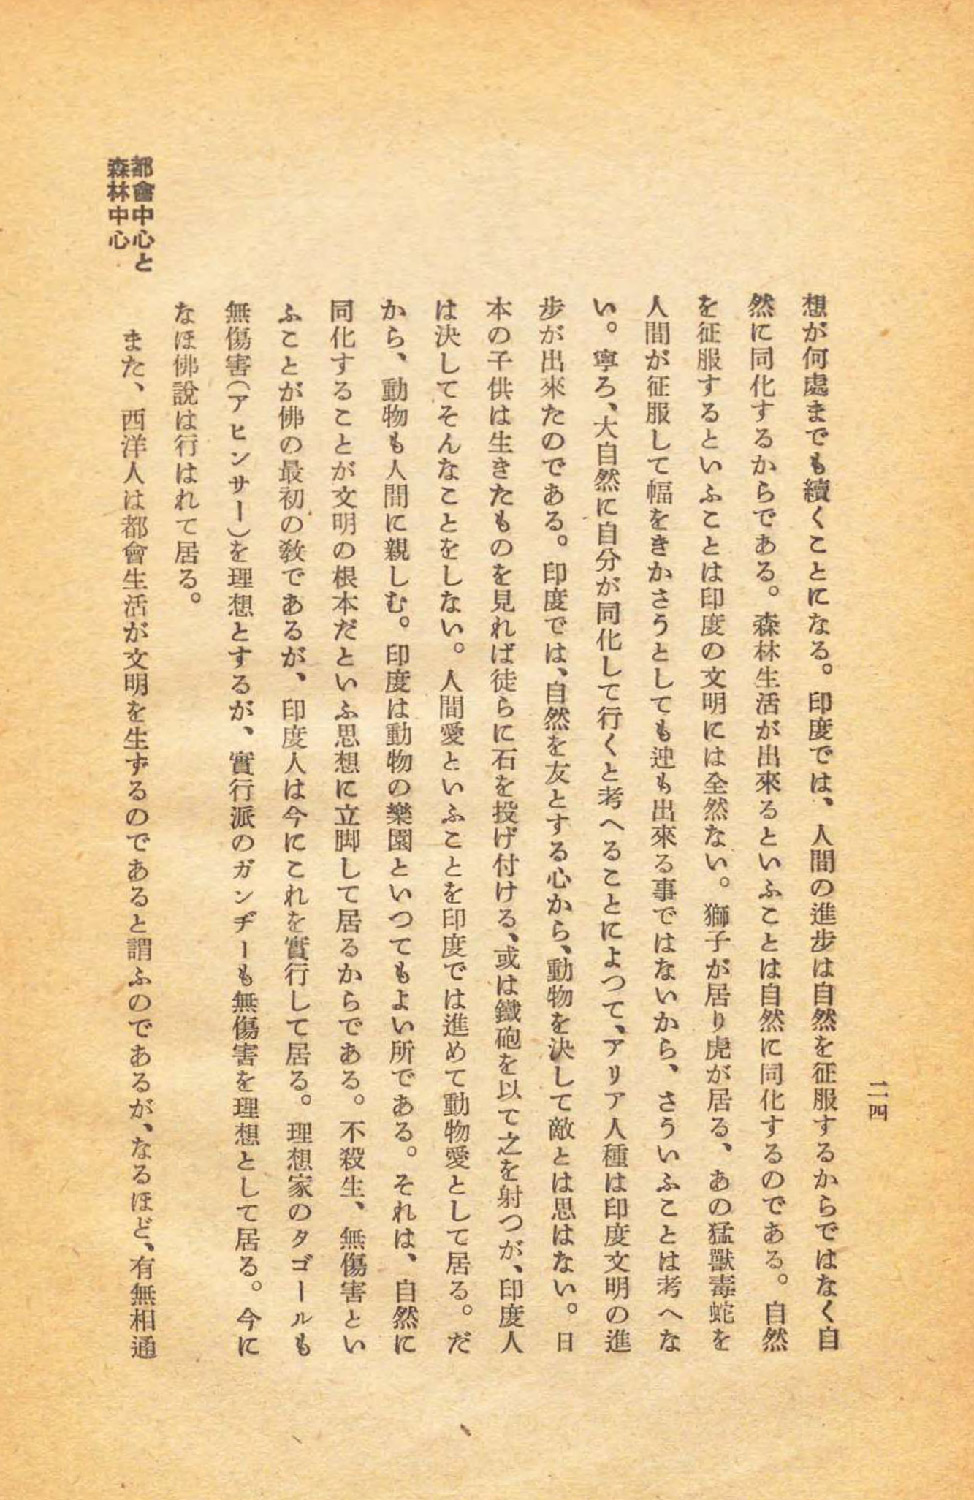 二四
想が何處までも續くことになる。印度では、人間の進步は自然を征服するからではなく自
然に同化するからである。森林生活が出來るといふことは自然に同化するのである。自然
を征服するといふことは印度の文明には全然ない。獅子が居り虎が居る、あの猛獸毒蛇を
人間が征服して幅をきかさうとしても迚も出來る事ではないから、さういふことは考へな
い。寧ろ、大自然に自分が同化して行くと考へることによつて、アリア人種は印度文明の進
步が出來たのである。印度では、自然を友とする心から、動物を決して敵とは思はない。日
本の子供は生きたものを見れば徒らに石を投げ付ける、或は鐵砲を以て之を射つが、印度人
は決してそんなことをしない。人間愛といふことを印度では進めて動物愛として居る。だ
から、動物も人間に親しむ。印度は動物の樂園といつてもよい所である。それは、自然に
同化することが文明の根本だといふ思想に立脚して居るからである。不殺生、無傷害とい
ふことが佛の最初の敎であるが、印度人は今にこれを實行して居る。理想家のタゴールも
無傷害(アヒンサー)を理想とするが、實行派のガンヂーも無傷害を理想として居る。今に
なほ佛說は行はれて居る。
都會中心と
森林中心
また、西洋人は都會生活が文明を生ずるのであると謂ふのであるが、なるほど、有無相通